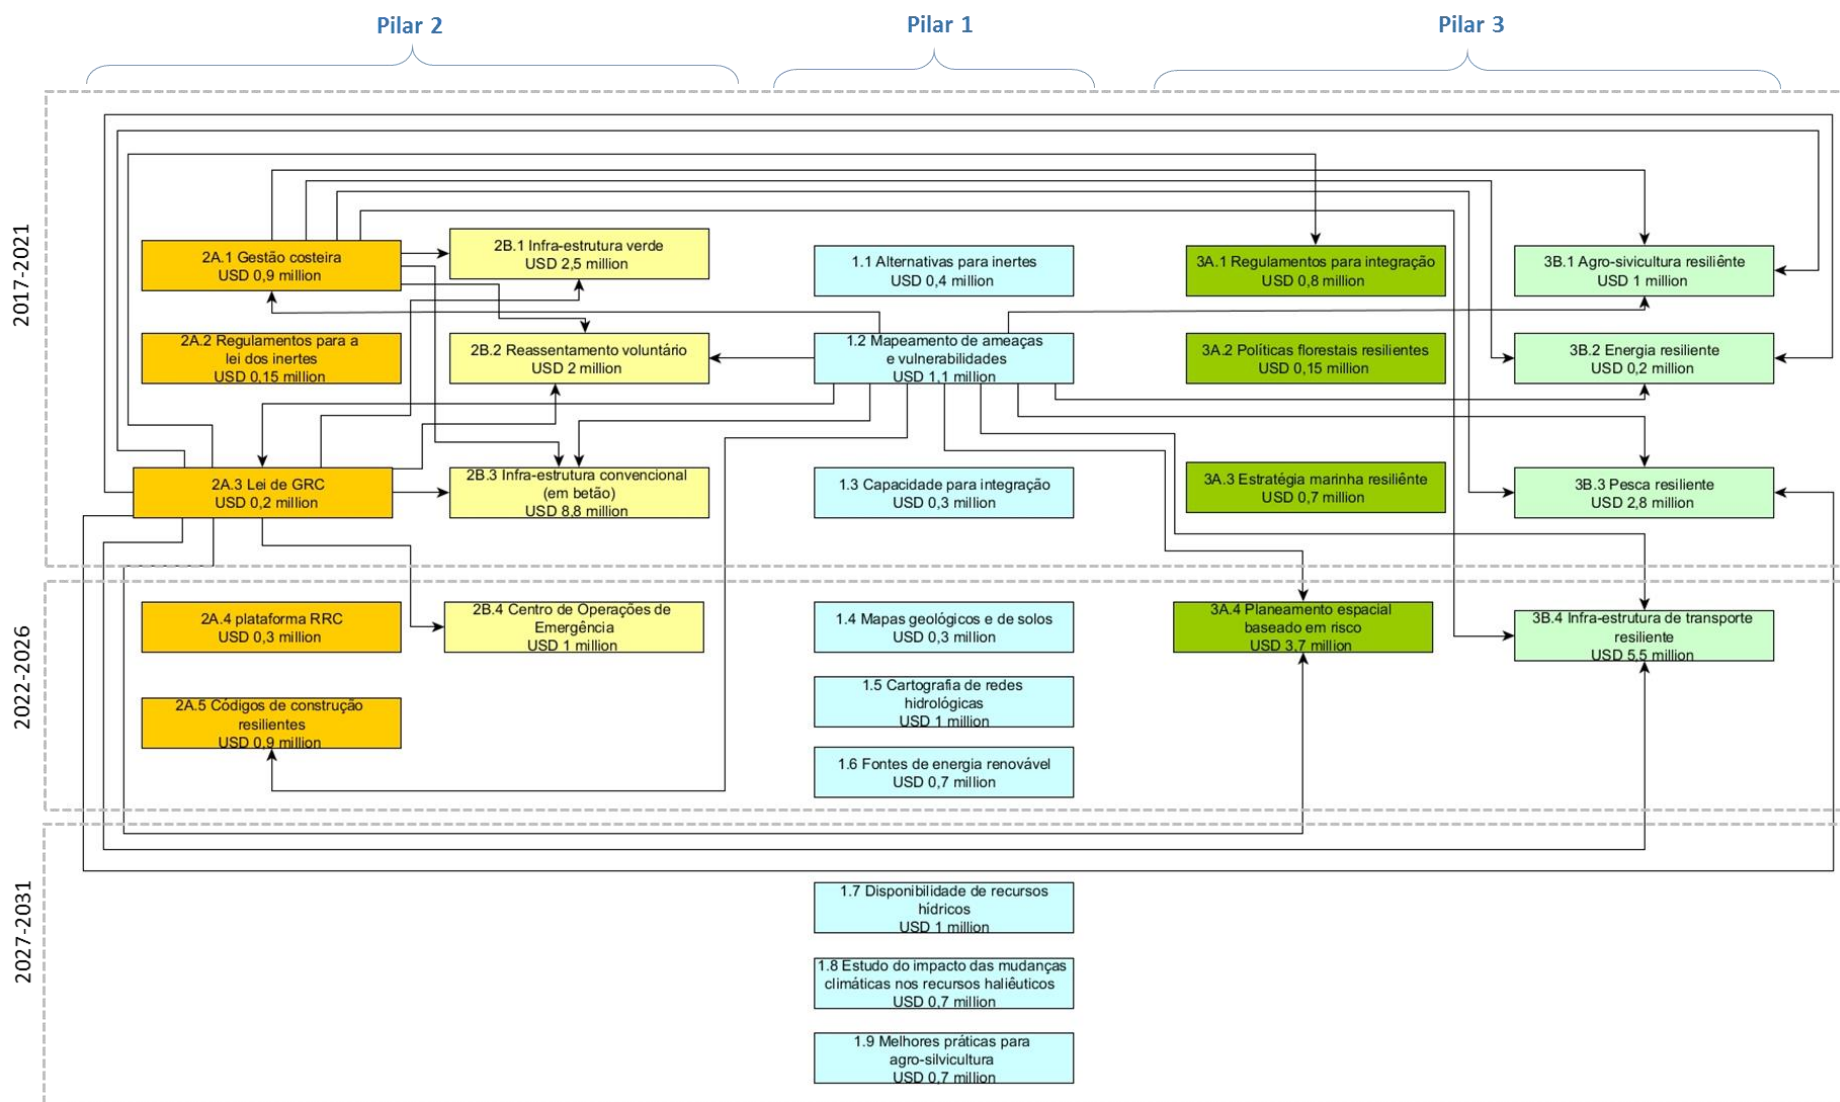 Pilar 2
Pilar 1
Pilar 3
2017-2021
2A.1 Gestão costeira
USD 0,9 million
2B.1 Infra-estrutura verde
USD 2,5 million
1.1 Alternativas para inertes
USD 0,4 million
3A.1 Regulamentos para integração
USD 0,8 million
3B.1 Agro-sivicultura resiliênte
USD 1 million
2A.2 Regulamentos para a
lei dos inertes
USD 0,15 million
2B.2 Reassentamento voluntário
USD 2 million
1.2 Mapeamento de ameaças
e vulnerabilidades
USD 1,1 million
3A.2 Políticas florestais resilientes
USD 0,15 million
3B.2 Energia resiliente
USD 0,2 million
2A.3 Lei de GRC
USD 0,2 million
2B.3 Infra-estrutura convencional
(em betão)
USD 8,8 million
1.3 Capacidade para integração
USD 0,3 million
3A.3 Estratégia marinha resiliênte
USD 0,7 million
3B.3 Pesca resiliente
USD 2,8 million
2022-2026
2A.4 plataforma RRC
USD 0,3 million
2B.4 Centro de Operações de
Emergência
USD 1 million
1.4 Mapas geológicos e de solos
USD 0,3 million
3A.4 Planeamento espacial
baseado em risco
USD 3,7 million
3B.4 Infra-estrutura de transporte
resiliente
USD 5,5 million
2A.5 Códigos de construção
resilientes
USD 0,9 million
1.5 Cartografia de redes
hidrológicas
USD 1 million
1.6 Fontes de energia renovável
USD 0,7 million
2027-2031
1.7 Disponibilidade de recursos
hídricos
USD 1 million
1.8 Estudo do impacto das mudanças
climáticas nos recursos haliêuticos
USD 0,7 million
1.9 Melhores práticas para
agro-silvicultura
USD 0,7 million